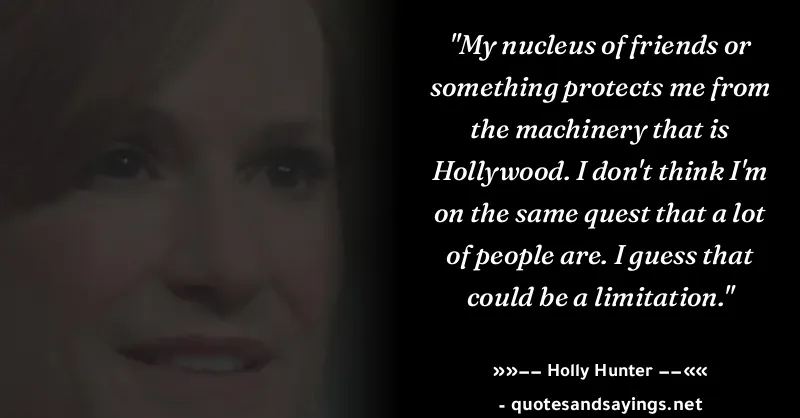 "My nucleus of friends or
something protects me from
the machinery that is
Hollywood. I don't think I'm
on the same quest that a lot
of people are. I guess that
could be a limitation."
»»−− Holly Hunter −−««
- quotesandsayings.net